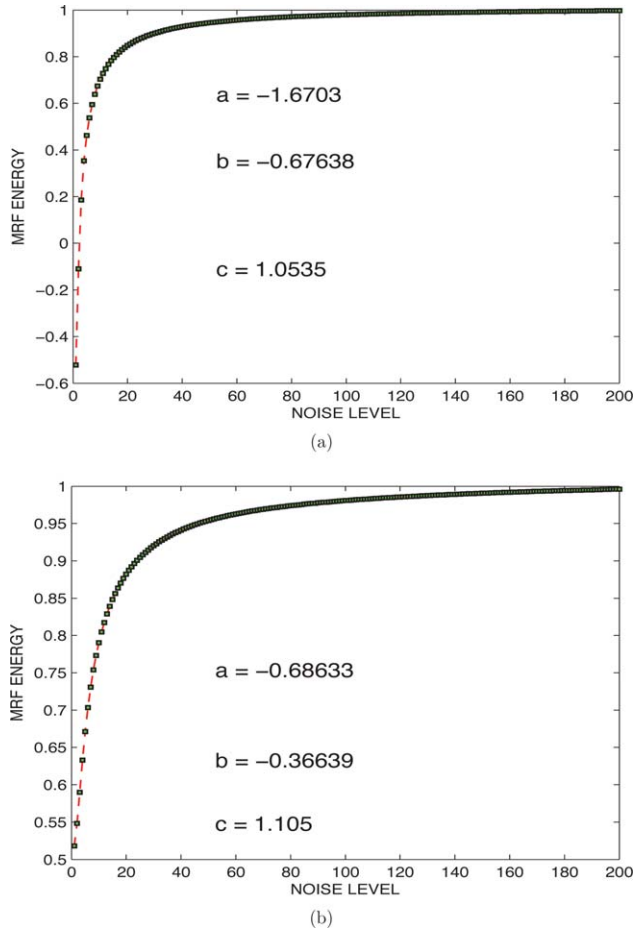 1
0.8
0.6
0.4
0.2
0
−0.2
−0.4
−0.6
MRF ENERGY
a = −1.6703
b = −0.67638
c = 1.0535
0 20 40 60 80 100 120 140 160 180 200
NOISE LEVEL
(a)
1
0.95
0.9
0.85
0.8
0.75
0.7
0.65
0.6
0.55
0.5
MRF ENERGY
a = −0.68633
b = −0.36639
c = 1.105
0 20 40 60 80 100 120 140 160 180 200
NOISE LEVEL
(b)